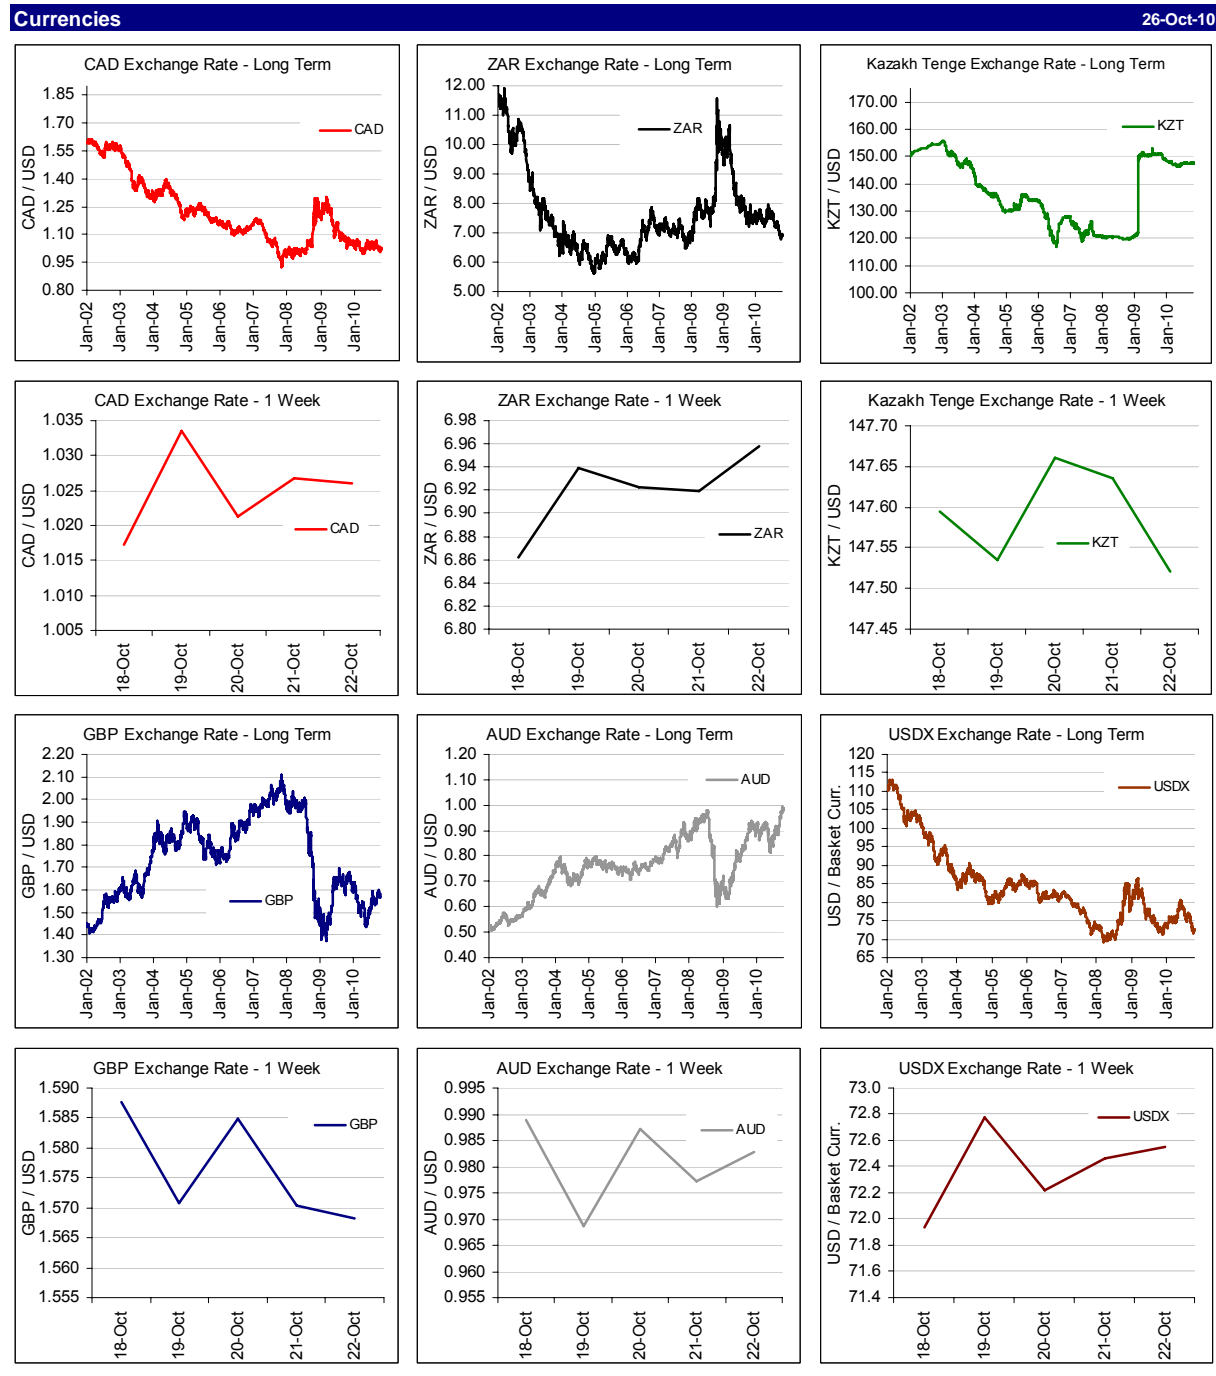 Currencies 26-Oct-10
CAD Exchange Rate - Long Term
1.85
1.70
1.55
1.40
1.25
1.10
0.95
0.80
CAD / USD
CAD
Jan-02 Jan-03 Jan-04 Jan-05 Jan-06 Jan-07 Jan-08 Jan-09 Jan-10
ZAR Exchange Rate - Long Term
12.00
11.00
10.00
9.00
8.00
7.00
6.00
5.00
ZAR / USD
ZAR
Jan-02 Jan-03 Jan-04 Jan-05 Jan-06 Jan-07 Jan-08 Jan-09 Jan-10
Kazakh Tenge Exchange Rate - Long Term
170.00
160.00
150.00
140.00
130.00
120.00
100.00
KZT / USD
KZT
Jan-02 Jan-03 Jan-04 Jan-05 Jan-06 Jan-07 Jan-08 Jan-09 Jan-10
CAD Exchange Rate - 1 Week
1.035
1.030
1.025
1.020
1.015
1.010
1.005
CAD / USD
CAD
18-Oct 19-Oct 20-Oct 21-Oct 22-Oct
ZAR Exchange Rate - 1 Week
6.98
6.96
6.94
6.92
6.90
6.88
6.86
6.84
6.82
6.80
ZAR / USD
ZAR
18-Oct 19-Oct 20-Oct 21-Oct 22-Oct
Kazakh Tenge Exchange Rate - 1 Week
147.70
147.65
147.60
147.55
147.50
147.45
KZT / USD
KZT
18-Oct 19-Oct 20-Oct 21-Oct 22-Oct
GBP Exchange Rate - Long Term
2.20
2.10
2.00
1.90
1.80
1.70
1.60
1.50
1.40
1.30
GBP / USD
GBP
Jan-02 Jan-03 Jan-04 Jan-05 Jan-06 Jan-07 Jan-08 Jan-09 Jan-10
AUD Exchange Rate - Long Term
1.20
1.10
1.00
0.90
0.80
0.70
0.60
0.50
0.40
AUD / USD
AUD
Jan-02 Jan-03 Jan-04 Jan-05 Jan-06 Jan-07 Jan-08 Jan-09 Jan-10
USDX Exchange Rate - Long Term
120
115
110
105
100
95
90
85
80
75
70
65
USD / Basket Curr.
USDX
Jan-02 Jan-03 Jan-04 Jan-05 Jan-06 Jan-07 Jan-08 Jan-09 Jan-10
GBP Exchange Rate - 1 Week
1.590
1.585
1.580
1.575
1.570
1.565
1.560
1.555
GBP / USD
GBP
18-Oct 19-Oct 20-Oct 21-Oct 22-Oct
AUD Exchange Rate - 1 Week
0.995
0.990
0.985
0.980
0.975
0.970
0.965
0.960
0.955
AUD / USD
AUD
18-Oct 19-Oct 20-Oct 21-Oct 22-Oct
USDX Exchange Rate - 1 Week
73.0
72.8
72.6
72.4
72.2
72.0
71.8
71.6
71.4
USD / Basket Curr.
USDX
18-Oct 19-Oct 20-Oct 21-Oct 22-Oct